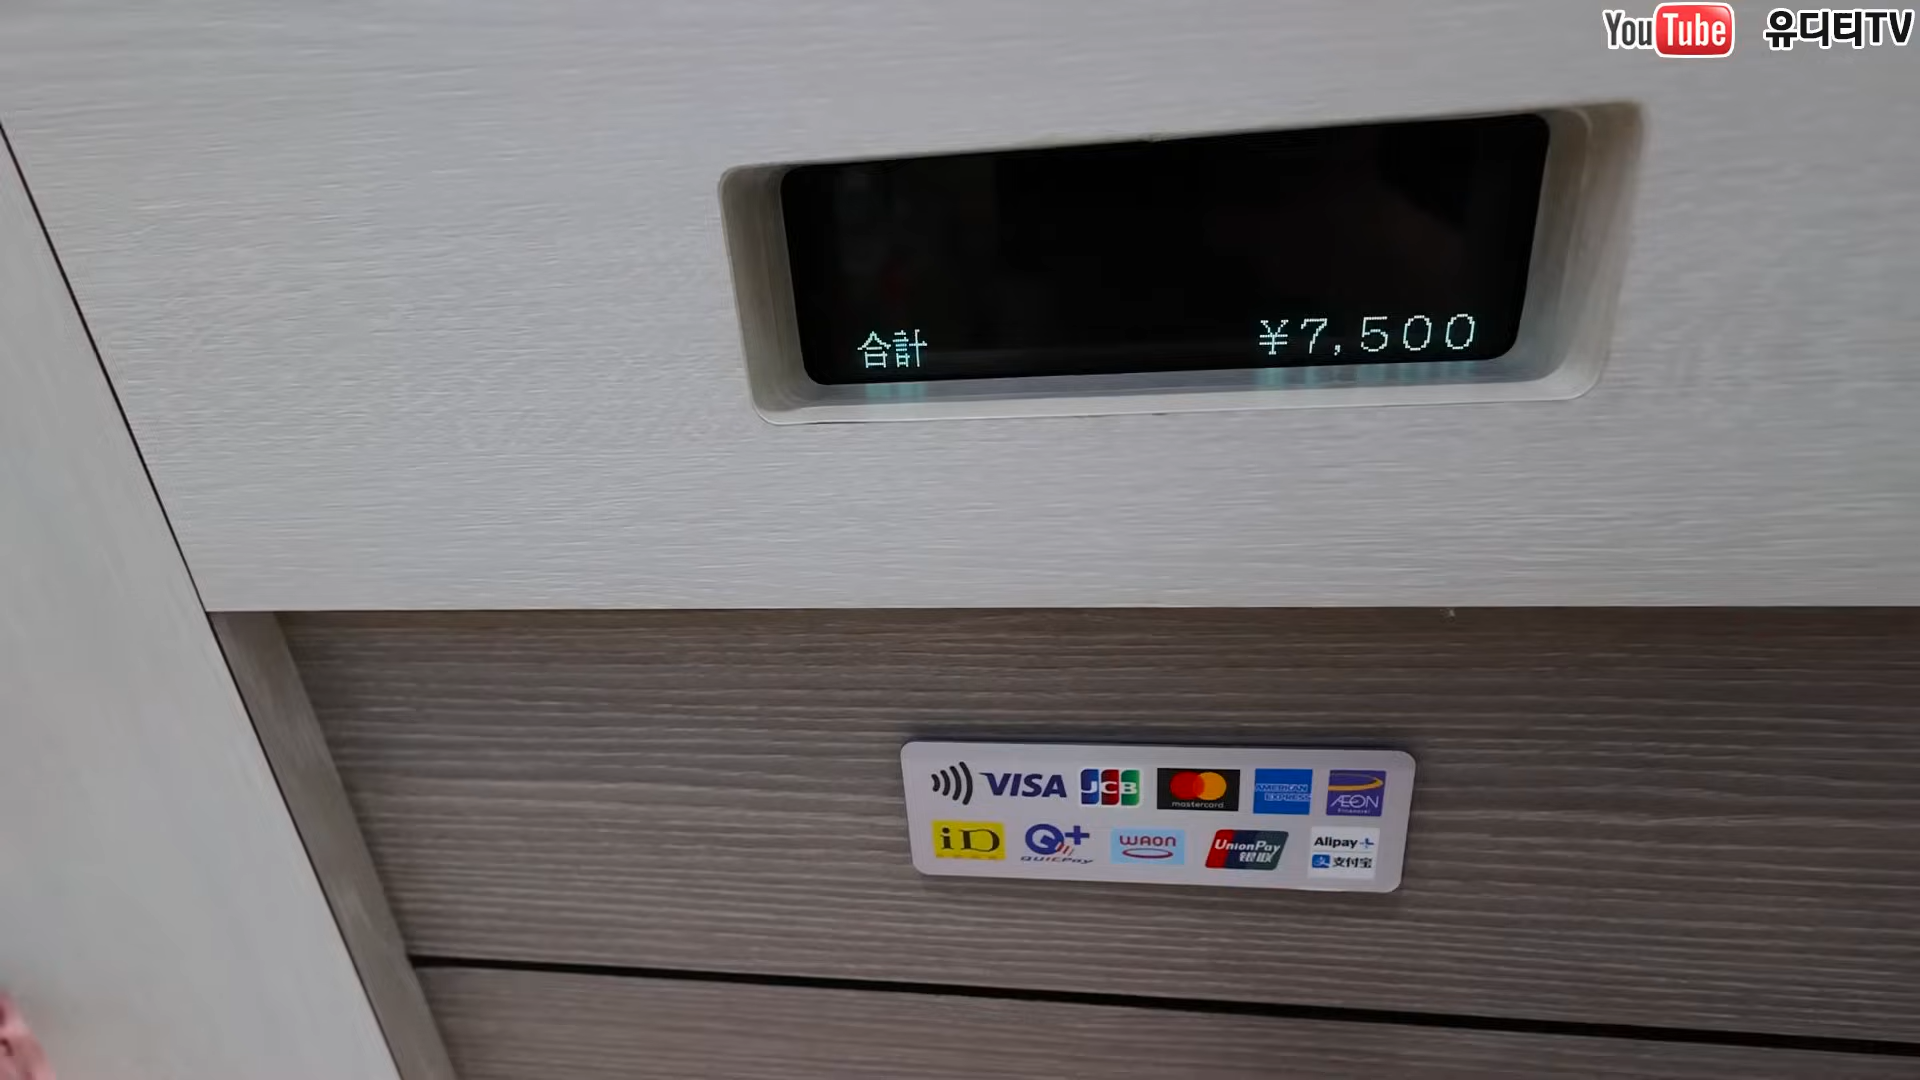 YouTube 유디티TV
合計 ¥7,500
VISA JCB mastercard AMERICAN EXPRESS ÆON
iD QUICPay WAON UnionPay 银联 Alipay+ 支付宝